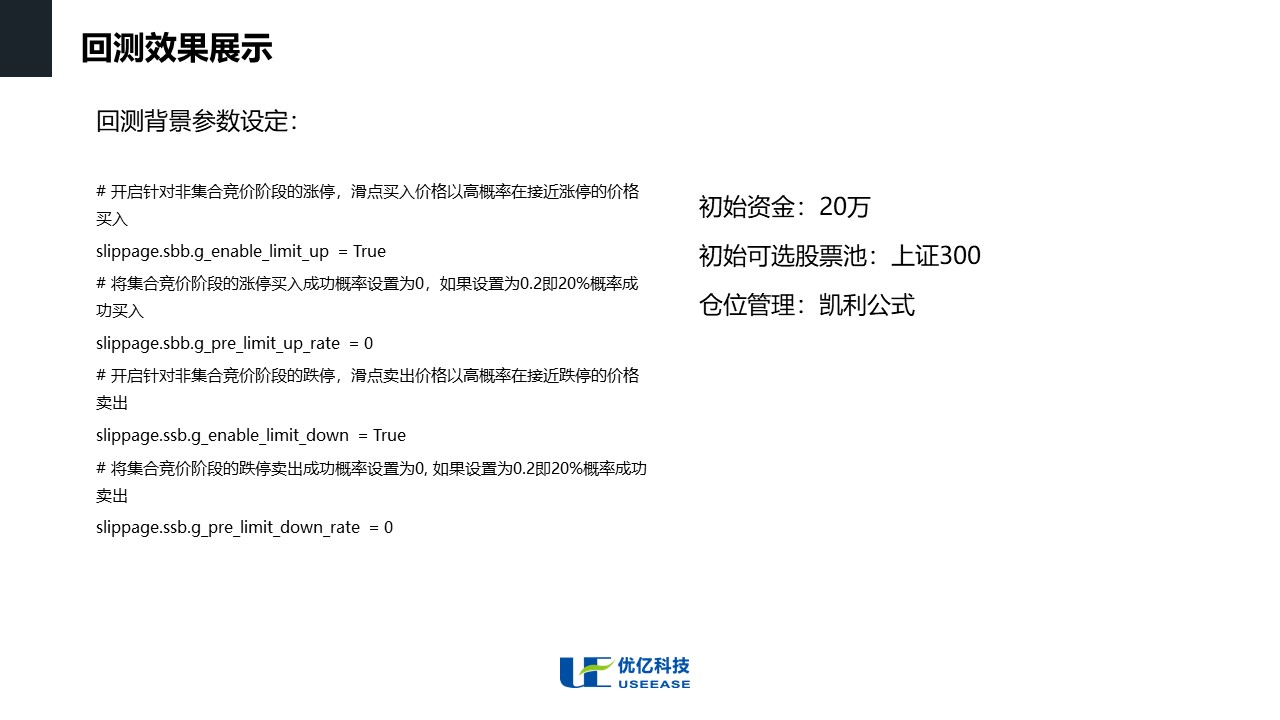 回测效果展示
回测背景参数设定：
# 开启针对非集合竞价阶段的涨停，滑点买入价格以高概率在接近涨停的价格
买入
slippage.sbb.g_enable_limit_up  = True
# 将集合竞价阶段的涨停买入成功概率设置为0，如果设置为0.2即20%概率成
功买入
slippage.sbb.g_pre_limit_up_rate  = 0
# 开启针对非集合竞价阶段的跌停，滑点卖出价格以高概率在接近跌停的价格
卖出
slippage.ssb.g_enable_limit_down  = True
# 将集合竞价阶段的跌停卖出成功概率设置为0, 如果设置为0.2即20%概率成功
卖出
slippage.ssb.g_pre_limit_down_rate  = 0
初始资金：20万
初始可选股票池：上证300
仓位管理：凯利公式
UE 优亿科技
USEEASE